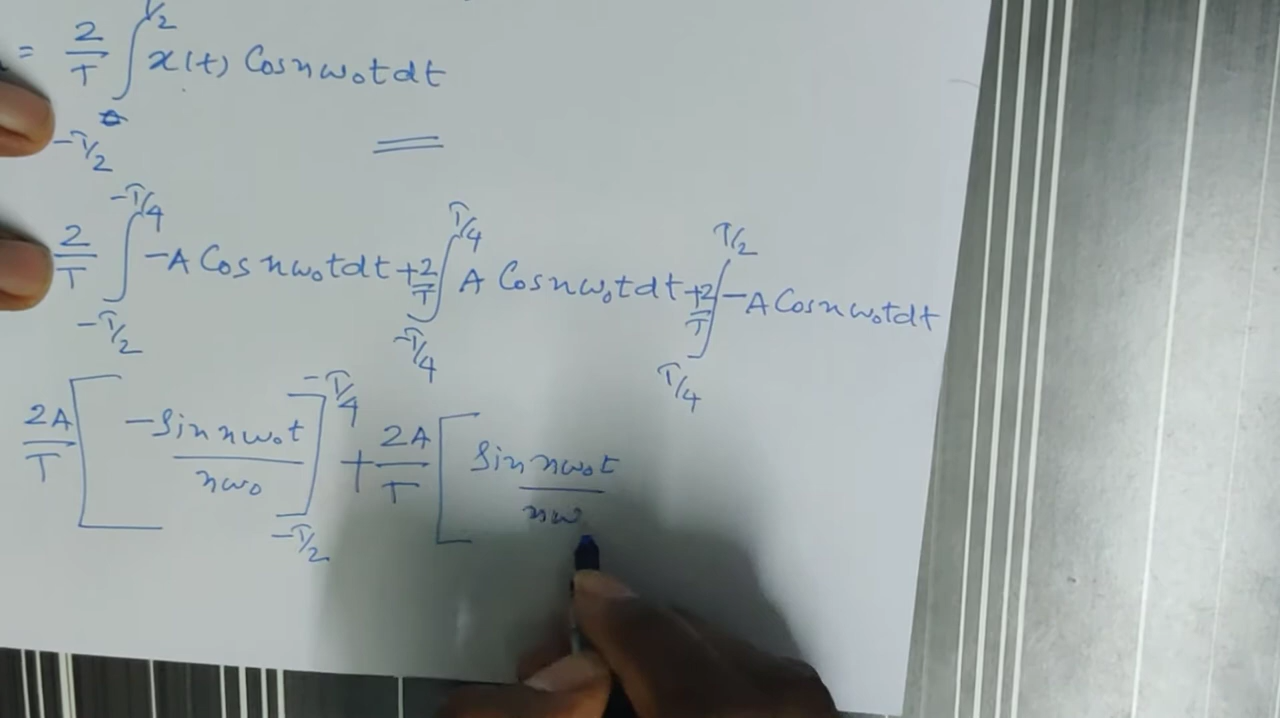 = 2/T ∫_{-T/2}^{T/2} x(t) Cos nω₀t dt
2/T ∫_{-T/2}^{-T/4} -A Cos nω₀t dt + 2/T ∫_{-T/4}^{T/4} A Cos nω₀t dt + 2/T ∫_{T/4}^{T/2} -A Cos nω₀t dt
2A/T [ -Sin nω₀t / nω₀ ]_{-T/2}^{-T/4} + 2A/T [ Sin nω₀t / nω